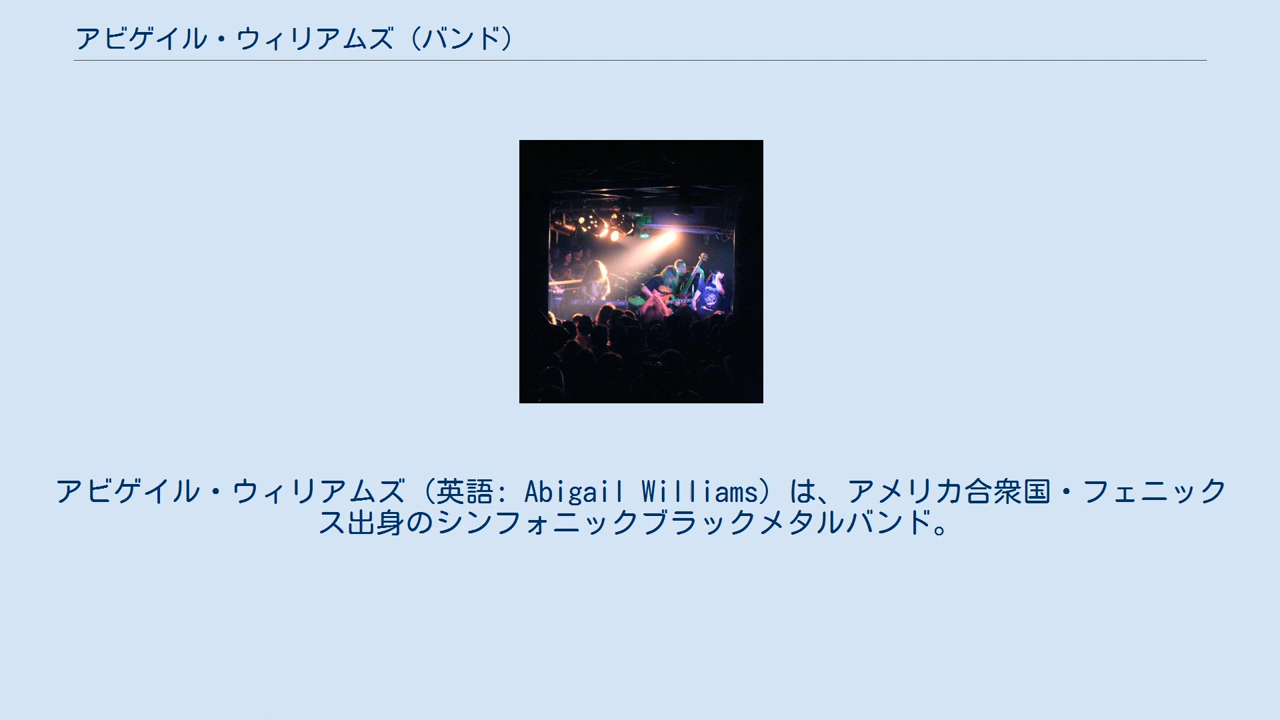 アビゲイル・ウィリアムズ（バンド）
アビゲイル・ウィリアムズ（英語: Abigail Williams）は、アメリカ合衆国・フェニック
ス出身のシンフォニックブラックメタルバンド。